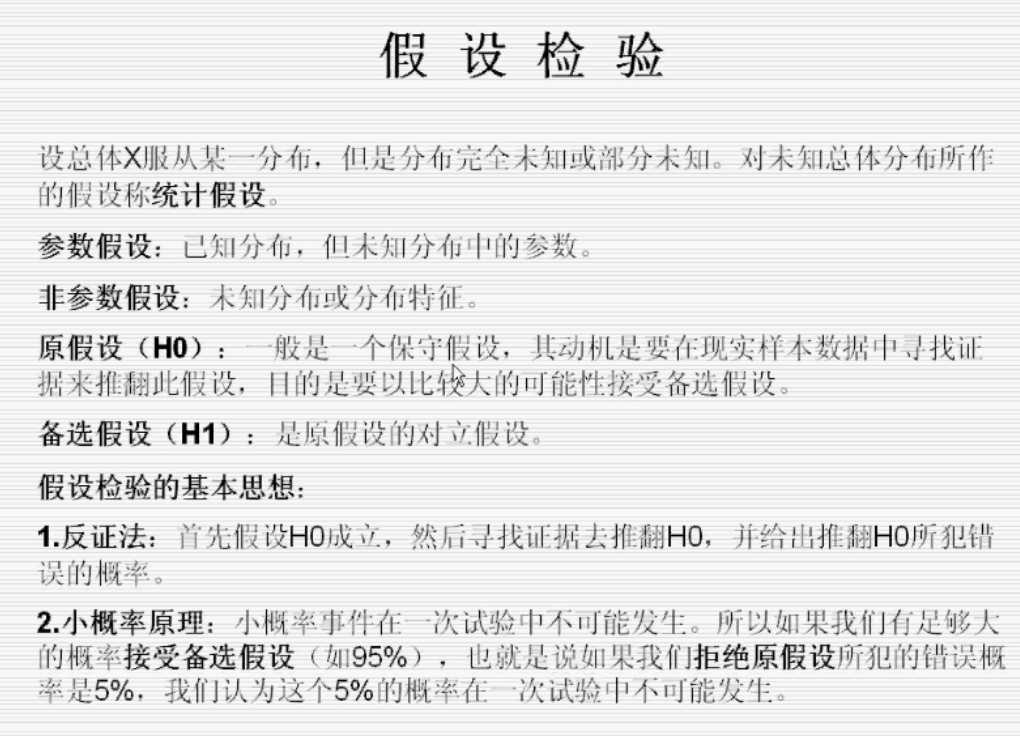 假 设 检 验
设总体X服从某一分布，但是分布完全未知或部分未知。对未知总体分布所作
的假设称统计假设。
参数假设：已知分布，但未知分布中的参数。
非参数假设：未知分布或分布特征。
原假设（H0）：一般是一个保守假设，其动机是要在现实样本数据中寻找证
据来推翻此假设，目的是要以比较大的可能性接受备选假设。
备选假设（H1）：是原假设的对立假设。
假设检验的基本思想：
1.反证法：首先假设H0成立，然后寻找证据去推翻H0，并给出推翻H0所犯错
误的概率。
2.小概率原理：小概率事件在一次试验中不可能发生。所以如果我们有足够大
的概率接受备选假设（如95%），也就是说如果我们拒绝原假设所犯的错误概
率是5%，我们认为这个5%的概率在一次试验中不可能发生。